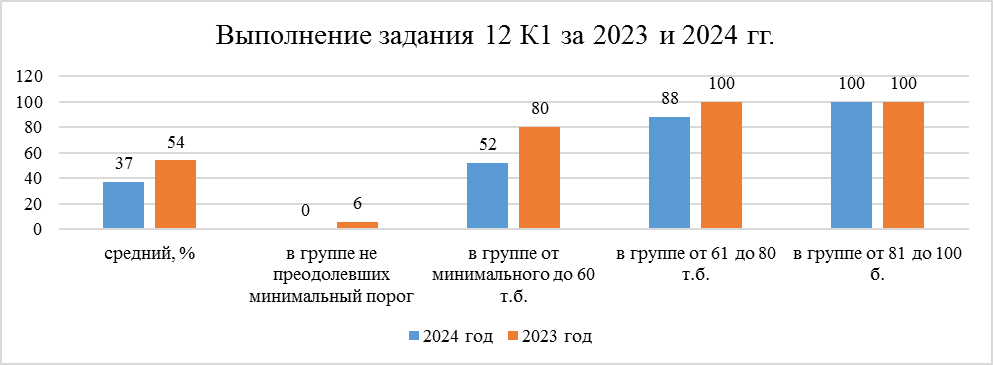 Выполнение задания 12 К1 за 2023 и 2024 гг.
120
100
80
60
40
20
0
37
54
0
6
52
80
88
100
100
100
средний, %
в группе не
преодолевших
минимальный порог
в группе от
минимального до 60
т.б.
в группе от 61 до 80
т.б.
в группе от 81 до 100
б.
2024 год
2023 год